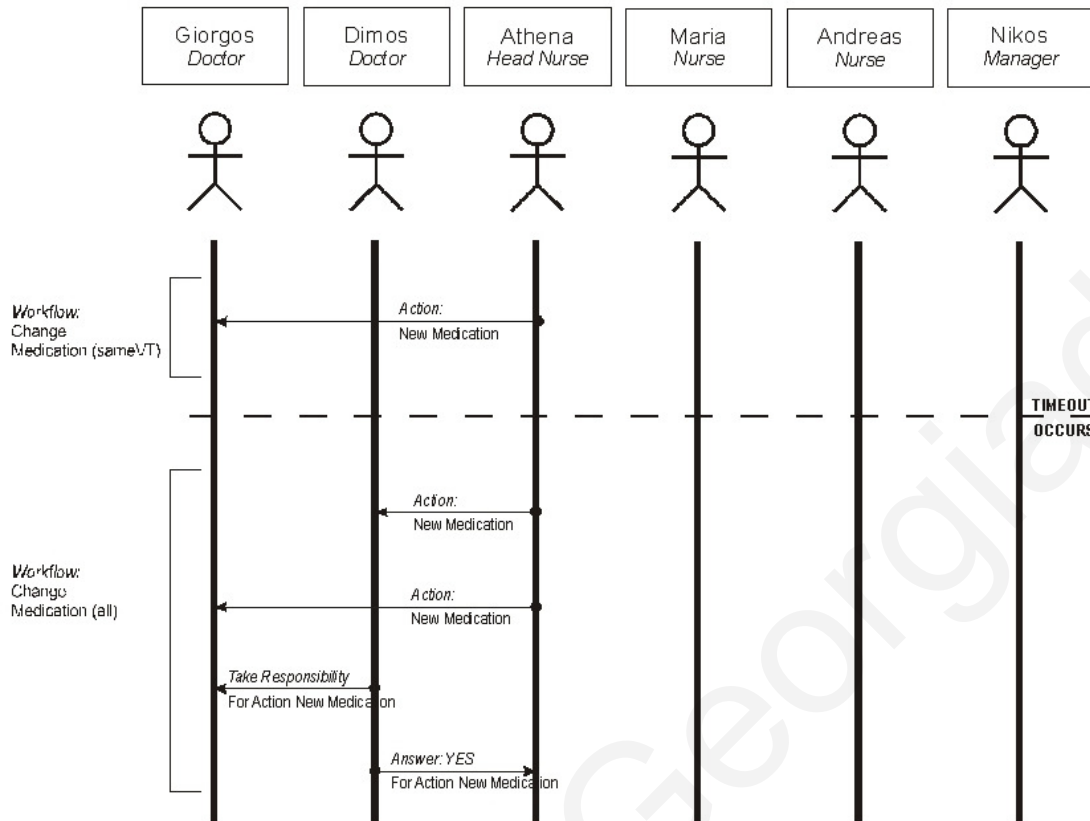 Giorgos
Doctor
Dimos
Doctor
Athena
Head Nurse
Maria
Nurse
Andreas
Nurse
Nikos
Manager
Workflow:
Change
Medication (sameVT)
Action:
New Medication
TIMEOUT
OCCURS
Workflow:
Change
Medication (all)
Action:
New Medication
Action:
New Medication
Take Responsibility
For Action New Medication
Answer: YES
For Action New Medication
Georgiad